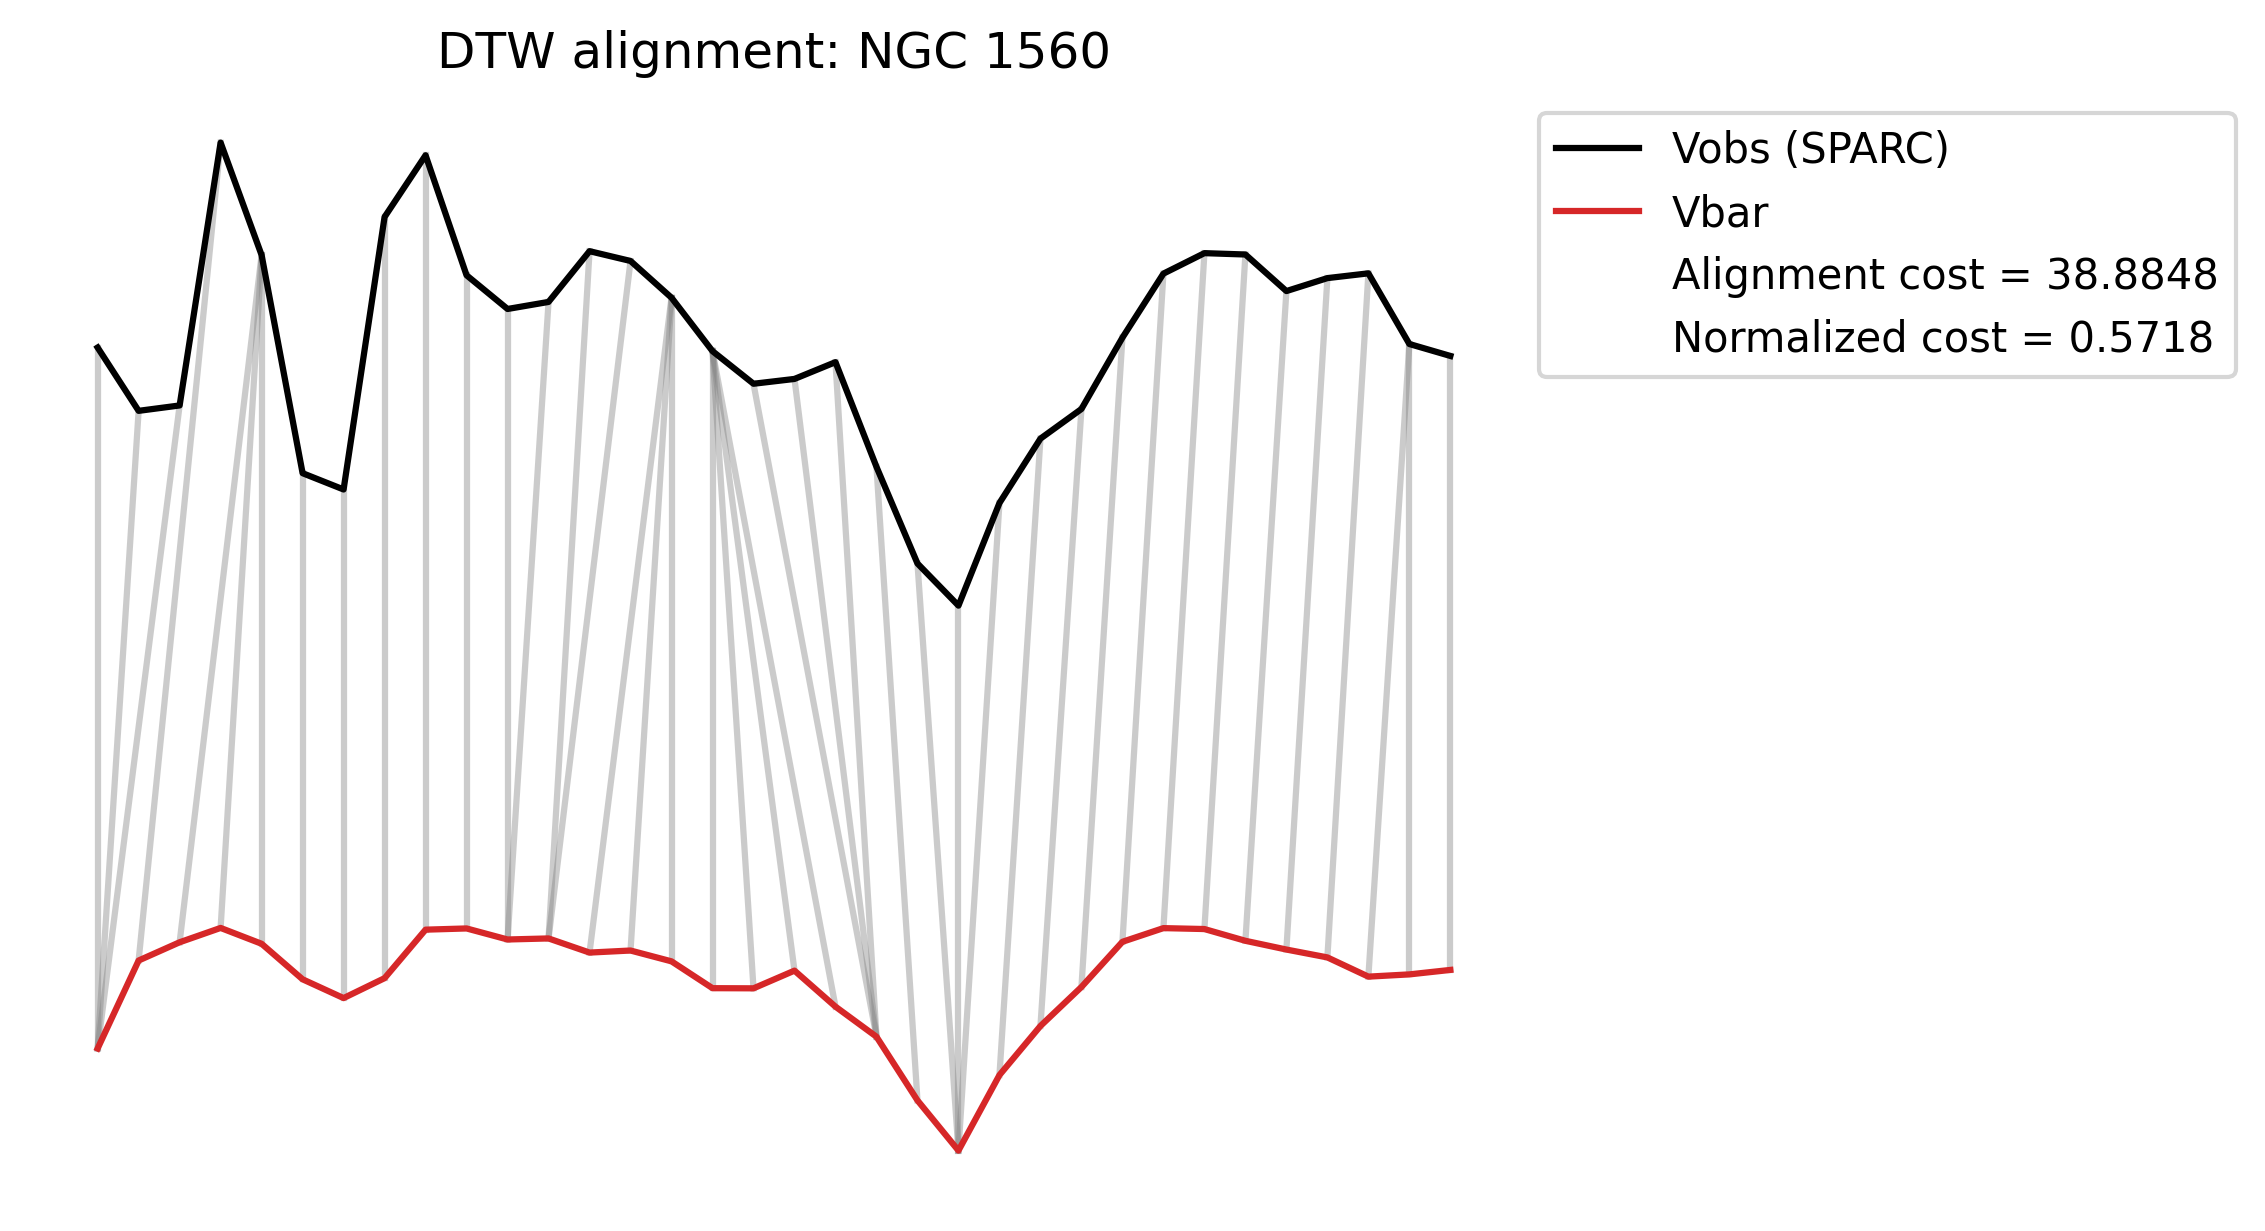 DTW alignment: NGC 1560
Vobs (SPARC)
Vbar
Alignment cost = 38.8848
Normalized cost = 0.5718